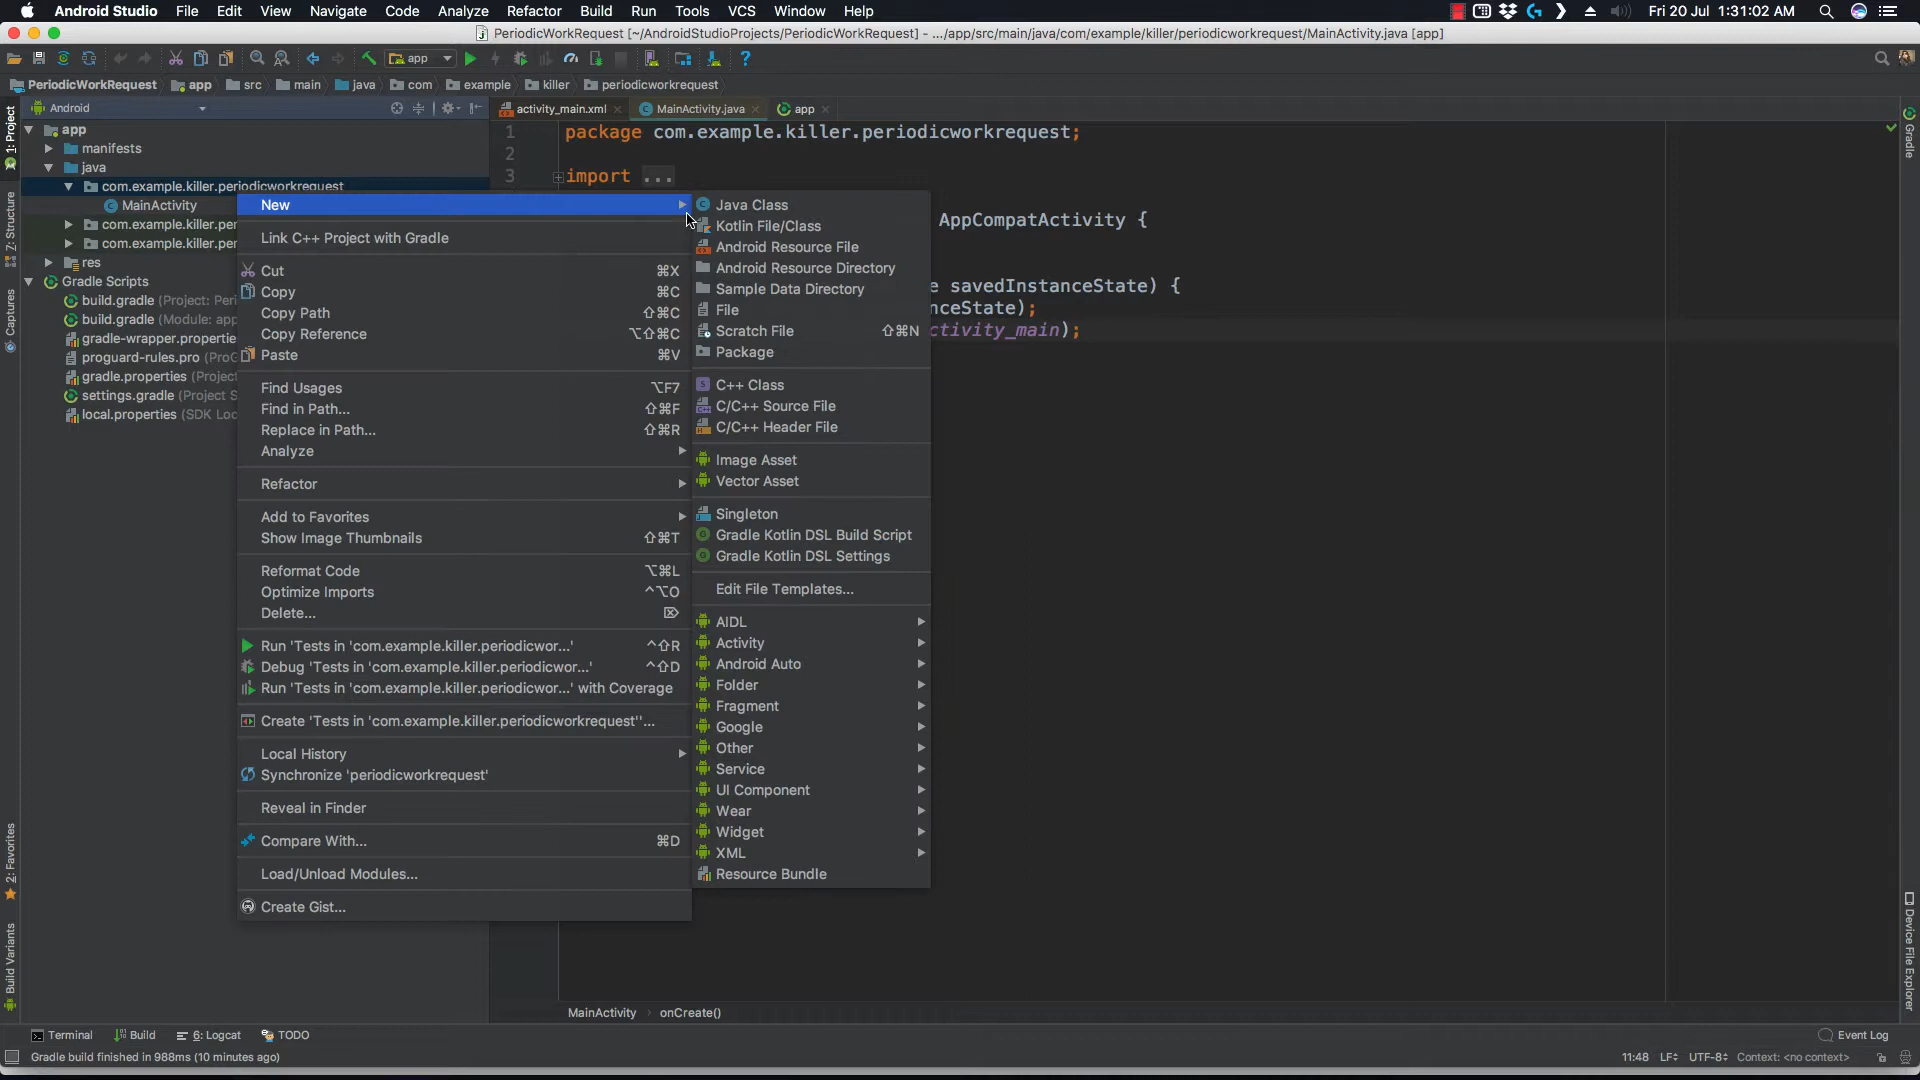 Android Studio File Edit View Navigate Code Analyze Refactor Build Run Tools VCS Window Help Fri 20 Jul 1:31:02 AM
PeriodicWorkRequest [~/AndroidStudioProjects/PeriodicWorkRequest] - .../app/src/main/java/com/example/killer/periodicworkrequest/MainActivity.java [app]
app
PeriodicWorkRequest app src main java com example killer periodicworkrequest
Android activity_main.xml MainActivity.java app
1: Project
Z: Structure
Captures
2: Favorites
Build Variants
app
manifests
java
com.example.killer.periodicworkrequest
MainActivity
com.example.killer.per
com.example.killer.per
res
Gradle Scripts
build.gradle (Project: Peri
build.gradle (Module: app
gradle-wrapper.propertie
proguard-rules.pro (ProG
gradle.properties (Project
settings.gradle (Project S
local.properties (SDK Loc
New
Link C++ Project with Gradle
Cut ⌘X
Copy ⌘C
Copy Path ⇧⌘C
Copy Reference ⌥⇧⌘C
Paste ⌘V
Find Usages ⌥F7
Find in Path... ⇧⌘F
Replace in Path... ⇧⌘R
Analyze
Refactor
Add to Favorites
Show Image Thumbnails ⇧⌘T
Reformat Code ⌥⌘L
Optimize Imports ^⌥O
Delete... ⌦
Run 'Tests in 'com.example.killer.periodicwor...' ^⇧R
Debug 'Tests in 'com.example.killer.periodicwor...' ^⇧D
Run 'Tests in 'com.example.killer.periodicwor...' with Coverage
Create 'Tests in 'com.example.killer.periodicworkrequest''...
Local History
Synchronize 'periodicworkrequest'
Reveal in Finder
Compare With... ⌘D
Load/Unload Modules...
Create Gist...
Java Class
Kotlin File/Class
Android Resource File
Android Resource Directory
Sample Data Directory
File
Scratch File ⇧⌘N
Package
C++ Class
C/C++ Source File
C/C++ Header File
Image Asset
Vector Asset
Singleton
Gradle Kotlin DSL Build Script
Gradle Kotlin DSL Settings
Edit File Templates...
AIDL
Activity
Android Auto
Folder
Fragment
Google
Other
Service
UI Component
Wear
Widget
XML
Resource Bundle
1 package com.example.killer.periodicworkrequest;
2
3 import ...
AppCompatActivity {
e savedInstanceState) {
nceState);
ctivity_main);
Gradle
Device File Explorer
MainActivity › onCreate()
Terminal Build 6: Logcat TODO Event Log
Gradle build finished in 988ms (10 minutes ago) 11:48 LF UTF-8 Context: <no context>